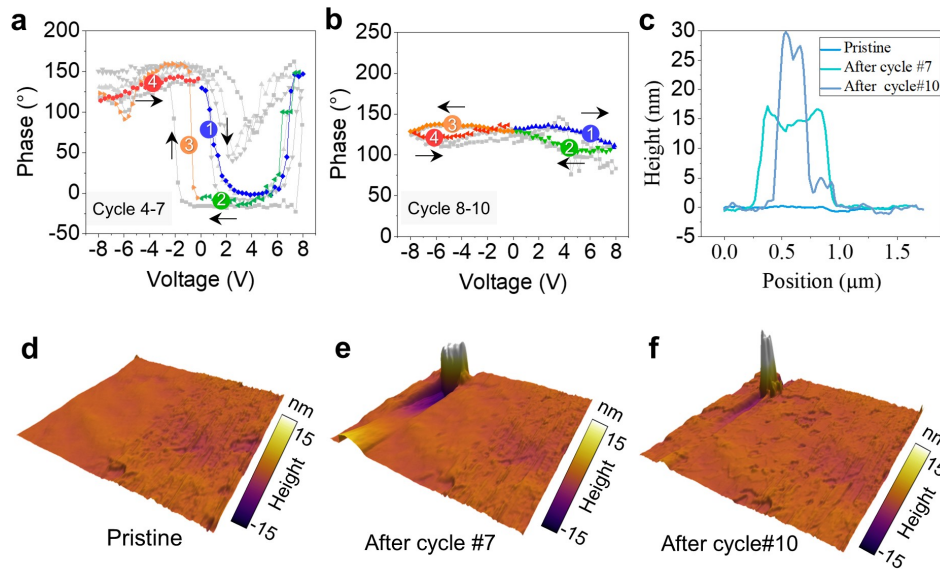 a
200
150
100
50
0
-50
Phase (°)
-8 -6 -4 -2 0 2 4 6 8
Voltage (V)
Cycle 4-7
1
2
3
4
b
250
200
150
100
50
0
Phase (°)
-8 -6 -4 -2 0 2 4 6 8
Voltage (V)
Cycle 8-10
1
2
3
4
c
30
25
20
15
10
5
0
-5
Height (nm)
0.0 0.5 1.0 1.5
Position (μm)
Pristine
After cycle #7
After cycle#10
d
nm
15
Height
-15
Pristine
e
nm
15
Height
-15
After cycle #7
f
nm
15
Height
-15
After cycle#10